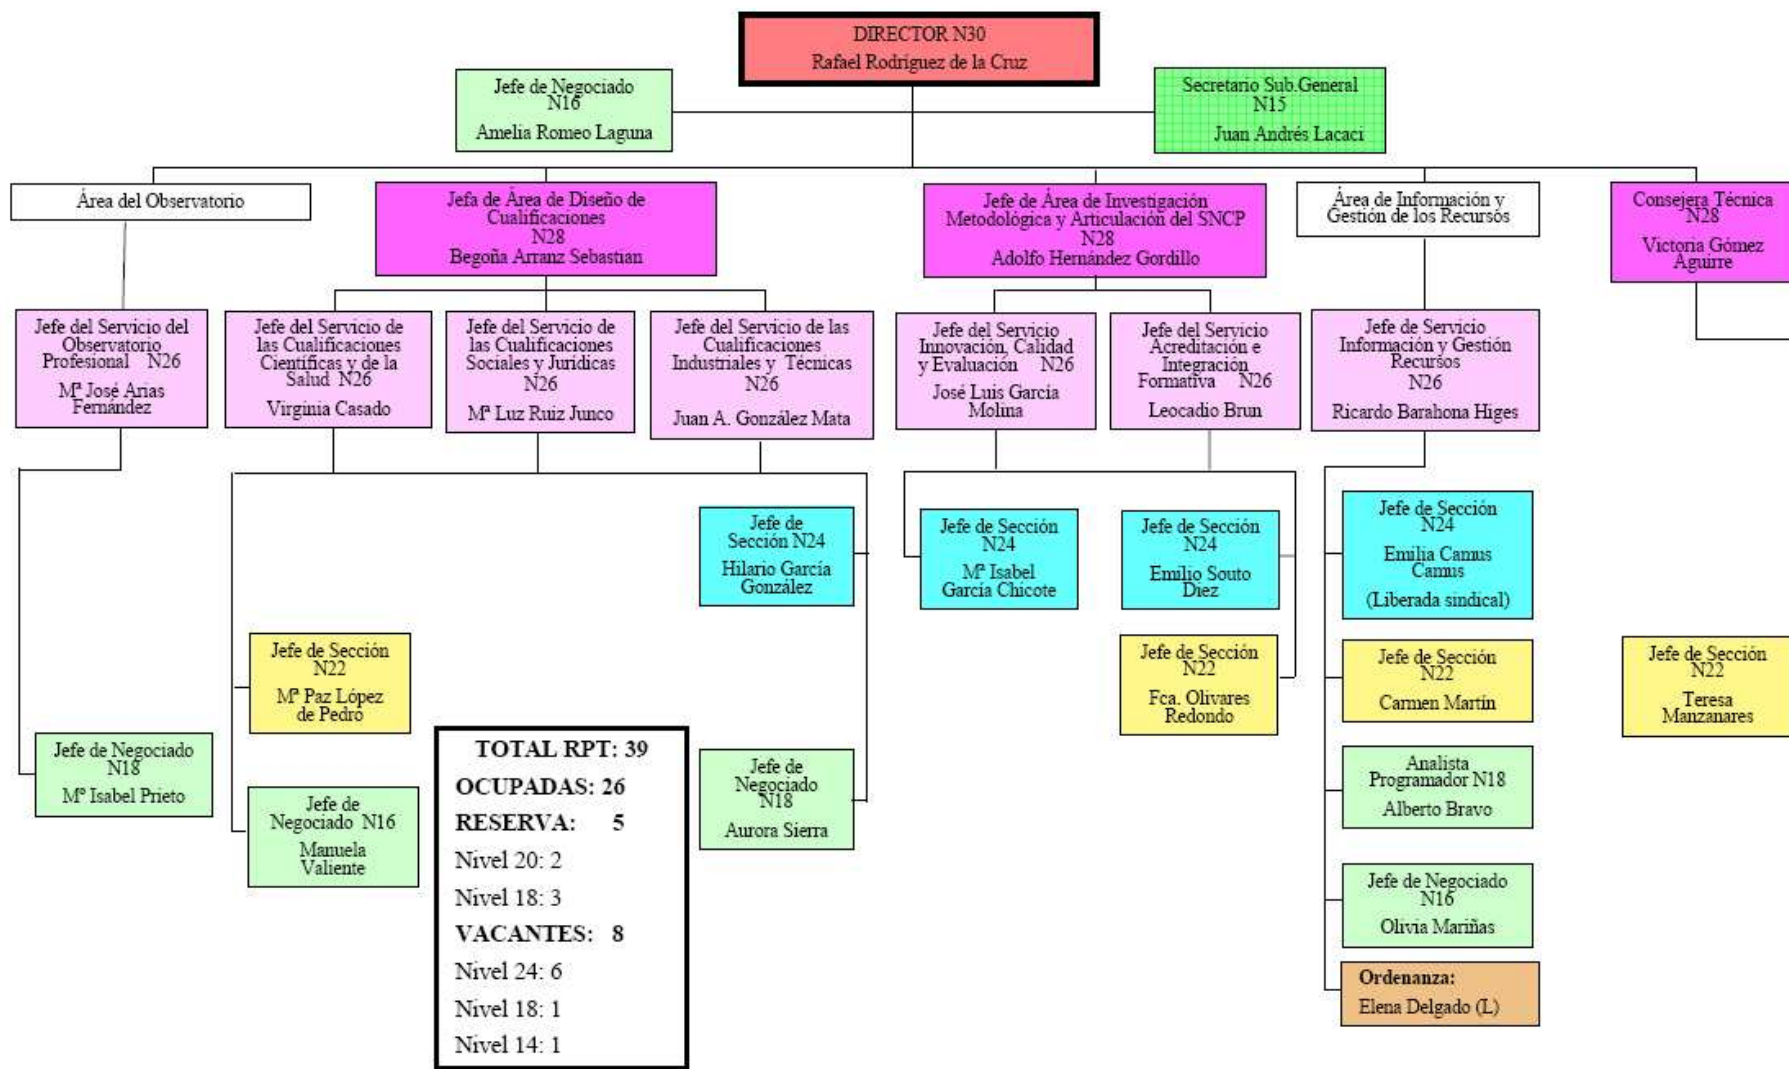 DIRECTOR N30
Rafael Rodríguez de la Cruz
Jefe de Negociado
N16
Amelia Romeo Laguna
Secretario Sub.General
N15
Juan Andrés Lacaci
Área del Observatorio
Jefa de Área de Diseño de
Cualificaciones
N28
Begoña Arranz Sebastian
Jefe de Área de Investigación
Metodológica y Articulación del SNCP
N28
Adolfo Hernández Gordillo
Área de Información y
Gestión de los Recursos
Consejera Técnica
N28
Victoria Gómez
Aguirre
Jefe del Servicio del
Observatorio
Profesional N26
Mª José Arias
Fernández
Jefe del Servicio de
las Cualificaciones
Científicas y de la
Salud N26
Virginia Casado
Jefe del Servicio de
las Cualificaciones
Sociales y Jurídicas
N26
Mª Luz Ruiz Junco
Jefe del Servicio de las
Cualificaciones
Industriales y Técnicas
N26
Juan A. González Mata
Jefe del Servicio
Innovación, Calidad
y Evaluación N26
José Luis García
Molina
Jefe del Servicio
Acreditación e
Integración
Formativa N26
Leocadio Brun
Jefe de Servicio
Información y Gestión
Recursos
N26
Ricardo Barahona Higes
Jefe de
Sección N24
Hilario García
González
Jefe de Sección
N24
Mª Isabel
García Chicote
Jefe de Sección
N24
Emilio Souto
Diez
Jefe de Sección
N24
Emilia Camus
Camus
(Liberada sindical)
Jefe de Sección
N22
Mª Paz López
de Pedro
Jefe de Sección
N22
Fca. Olivares
Redondo
Jefe de Sección
N22
Carmen Martín
Jefe de Sección
N22
Teresa
Manzanares
Jefe de Negociado
N18
Mº Isabel Prieto
Jefe de
Negociado N16
Manuela
Valiente
TOTAL RPT: 39
OCUPADAS: 26
RESERVA: 5
Nivel 20: 2
Nivel 18: 3
VACANTES: 8
Nivel 24: 6
Nivel 18: 1
Nivel 14: 1
Jefe de
Negociado
N18
Aurora Sierra
Analista
Programador N18
Alberto Bravo
Jefe de Negociado
N16
Olivia Mariñas
Ordenanza:
Elena Delgado (L)